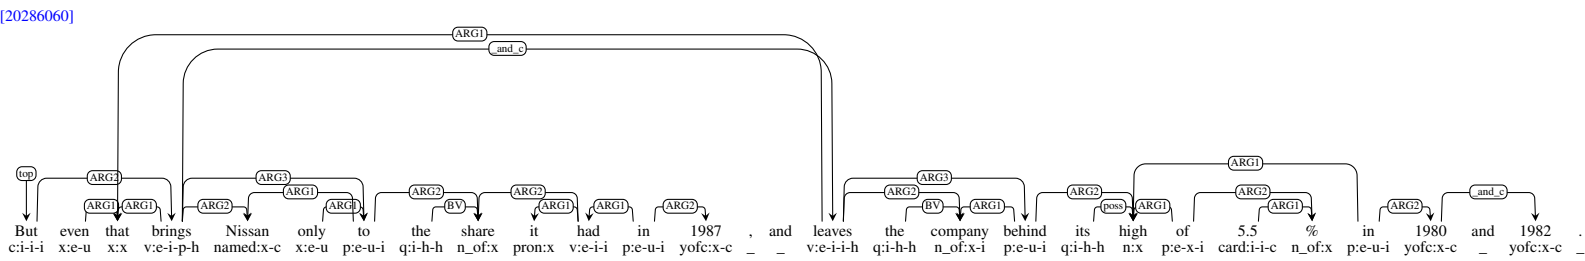 [20286060]
ARG1
_and_c
ARG1
top ARG2 ARG3 ARG3 _and_c
ARG1 ARG2 ARG2 ARG2 ARG2 ARG2
ARG1 ARG1 ARG2 ARG1 BV ARG1 ARG1 ARG2 BV ARG1 poss ARG1 ARG1 ARG2
But even that brings Nissan only to the share it had in 1987 , and leaves the company behind its high of 5.5 % in 1980 and 1982 .
c:i-i-i x:e-u x:x v:e-i-p-h named:x-c x:e-u p:e-u-i q:i-h-h n_of:x pron:x v:e-i-i p:e-u-i yofc:x-c _ _ v:e-i-i-h q:i-h-h n_of:x-i p:e-u-i q:i-h-h n:x p:e-x-i card:i-i-c n_of:x p:e-u-i yofc:x-c _ yofc:x-c _